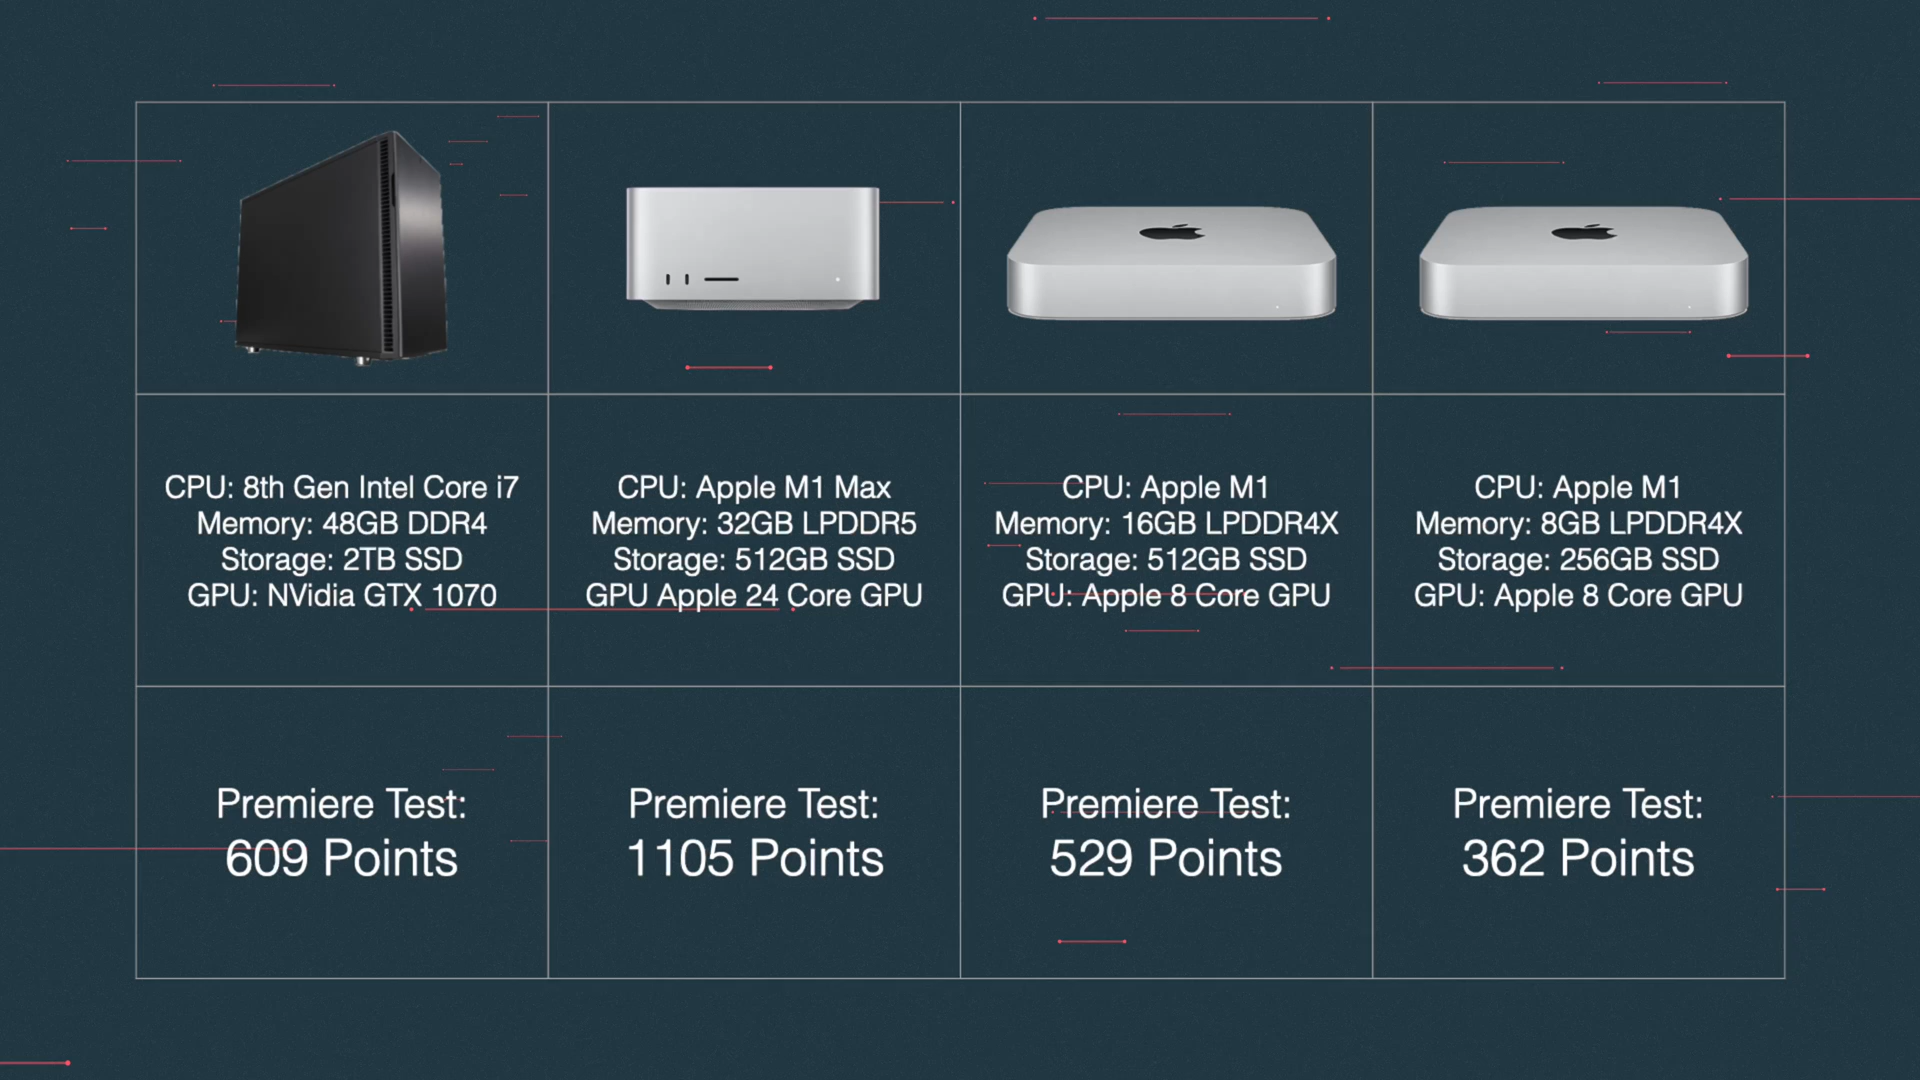 CPU: 8th Gen Intel Core i7
Memory: 48GB DDR4
Storage: 2TB SSD
GPU: NVidia GTX 1070
CPU: Apple M1 Max
Memory: 32GB LPDDR5
Storage: 512GB SSD
GPU Apple 24 Core GPU
CPU: Apple M1
Memory: 16GB LPDDR4X
Storage: 512GB SSD
GPU: Apple 8 Core GPU
CPU: Apple M1
Memory: 8GB LPDDR4X
Storage: 256GB SSD
GPU: Apple 8 Core GPU
Premiere Test:
609 Points
Premiere Test:
1105 Points
Premiere Test:
529 Points
Premiere Test:
362 Points